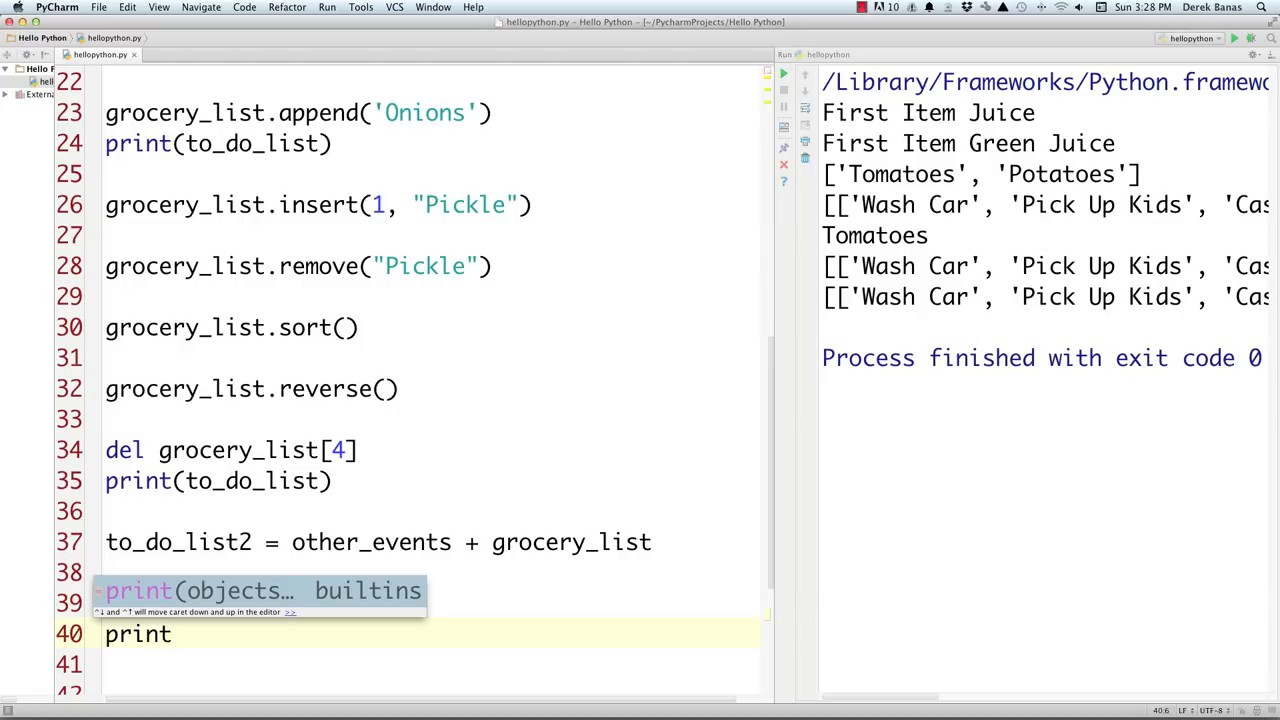 PyCharm File Edit View Navigate Code Refactor Run Tools VCS Window Help 10 Sun 3:28 PM Derek Banas
hellopython.py – Hello Python – [~/PycharmProjects/Hello Python]
Hello Python hellopython.py hellopython
hellopython.py × Run hellopython
Hello P
hell
Extern
22
23 grocery_list.append('Onions')
24 print(to_do_list)
25
26 grocery_list.insert(1, "Pickle")
27
28 grocery_list.remove("Pickle")
29
30 grocery_list.sort()
31
32 grocery_list.reverse()
33
34 del grocery_list[4]
35 print(to_do_list)
36
37 to_do_list2 = other_events + grocery_list
38
print(objects… builtins
39
^↓ and ^↑ will move caret down and up in the editor >>
40 print
41
42
/Library/Frameworks/Python.framewo
First Item Juice
First Item Green Juice
['Tomatoes', 'Potatoes']
[['Wash Car', 'Pick Up Kids', 'Cas
Tomatoes
[['Wash Car', 'Pick Up Kids', 'Cas
[['Wash Car', 'Pick Up Kids', 'Cas
Process finished with exit code 0
40:6 LF UTF-8